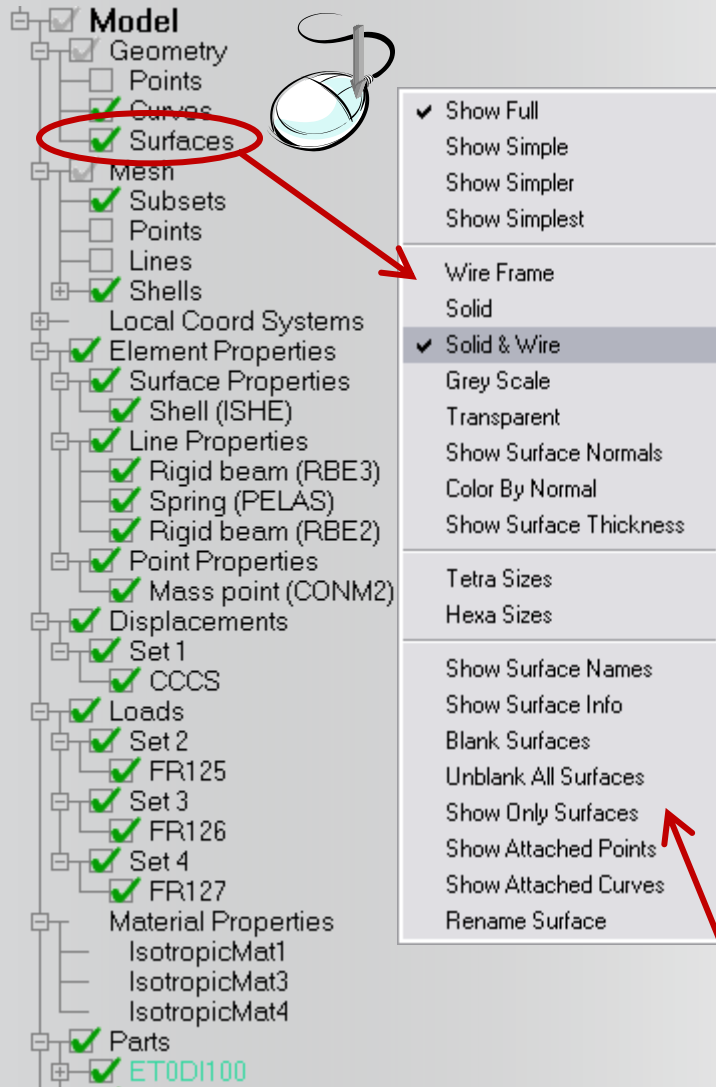 Model
Geometry
Points
Curves
Surfaces
Mesh
Subsets
Points
Lines
Shells
Local Coord Systems
Element Properties
Surface Properties
Shell (ISHE)
Line Properties
Rigid beam (RBE3)
Spring (PELAS)
Rigid beam (RBE2)
Point Properties
Mass point (CONM2)
Displacements
Set 1
CCCS
Loads
Set 2
FR125
Set 3
FR126
Set 4
FR127
Material Properties
IsotropicMat1
IsotropicMat3
IsotropicMat4
Parts
ET0DI100
Show Full
Show Simple
Show Simpler
Show Simplest
Wire Frame
Solid
Solid & Wire
Grey Scale
Transparent
Show Surface Normals
Color By Normal
Show Surface Thickness
Tetra Sizes
Hexa Sizes
Show Surface Names
Show Surface Info
Blank Surfaces
Unblank All Surfaces
Show Only Surfaces
Show Attached Points
Show Attached Curves
Rename Surface